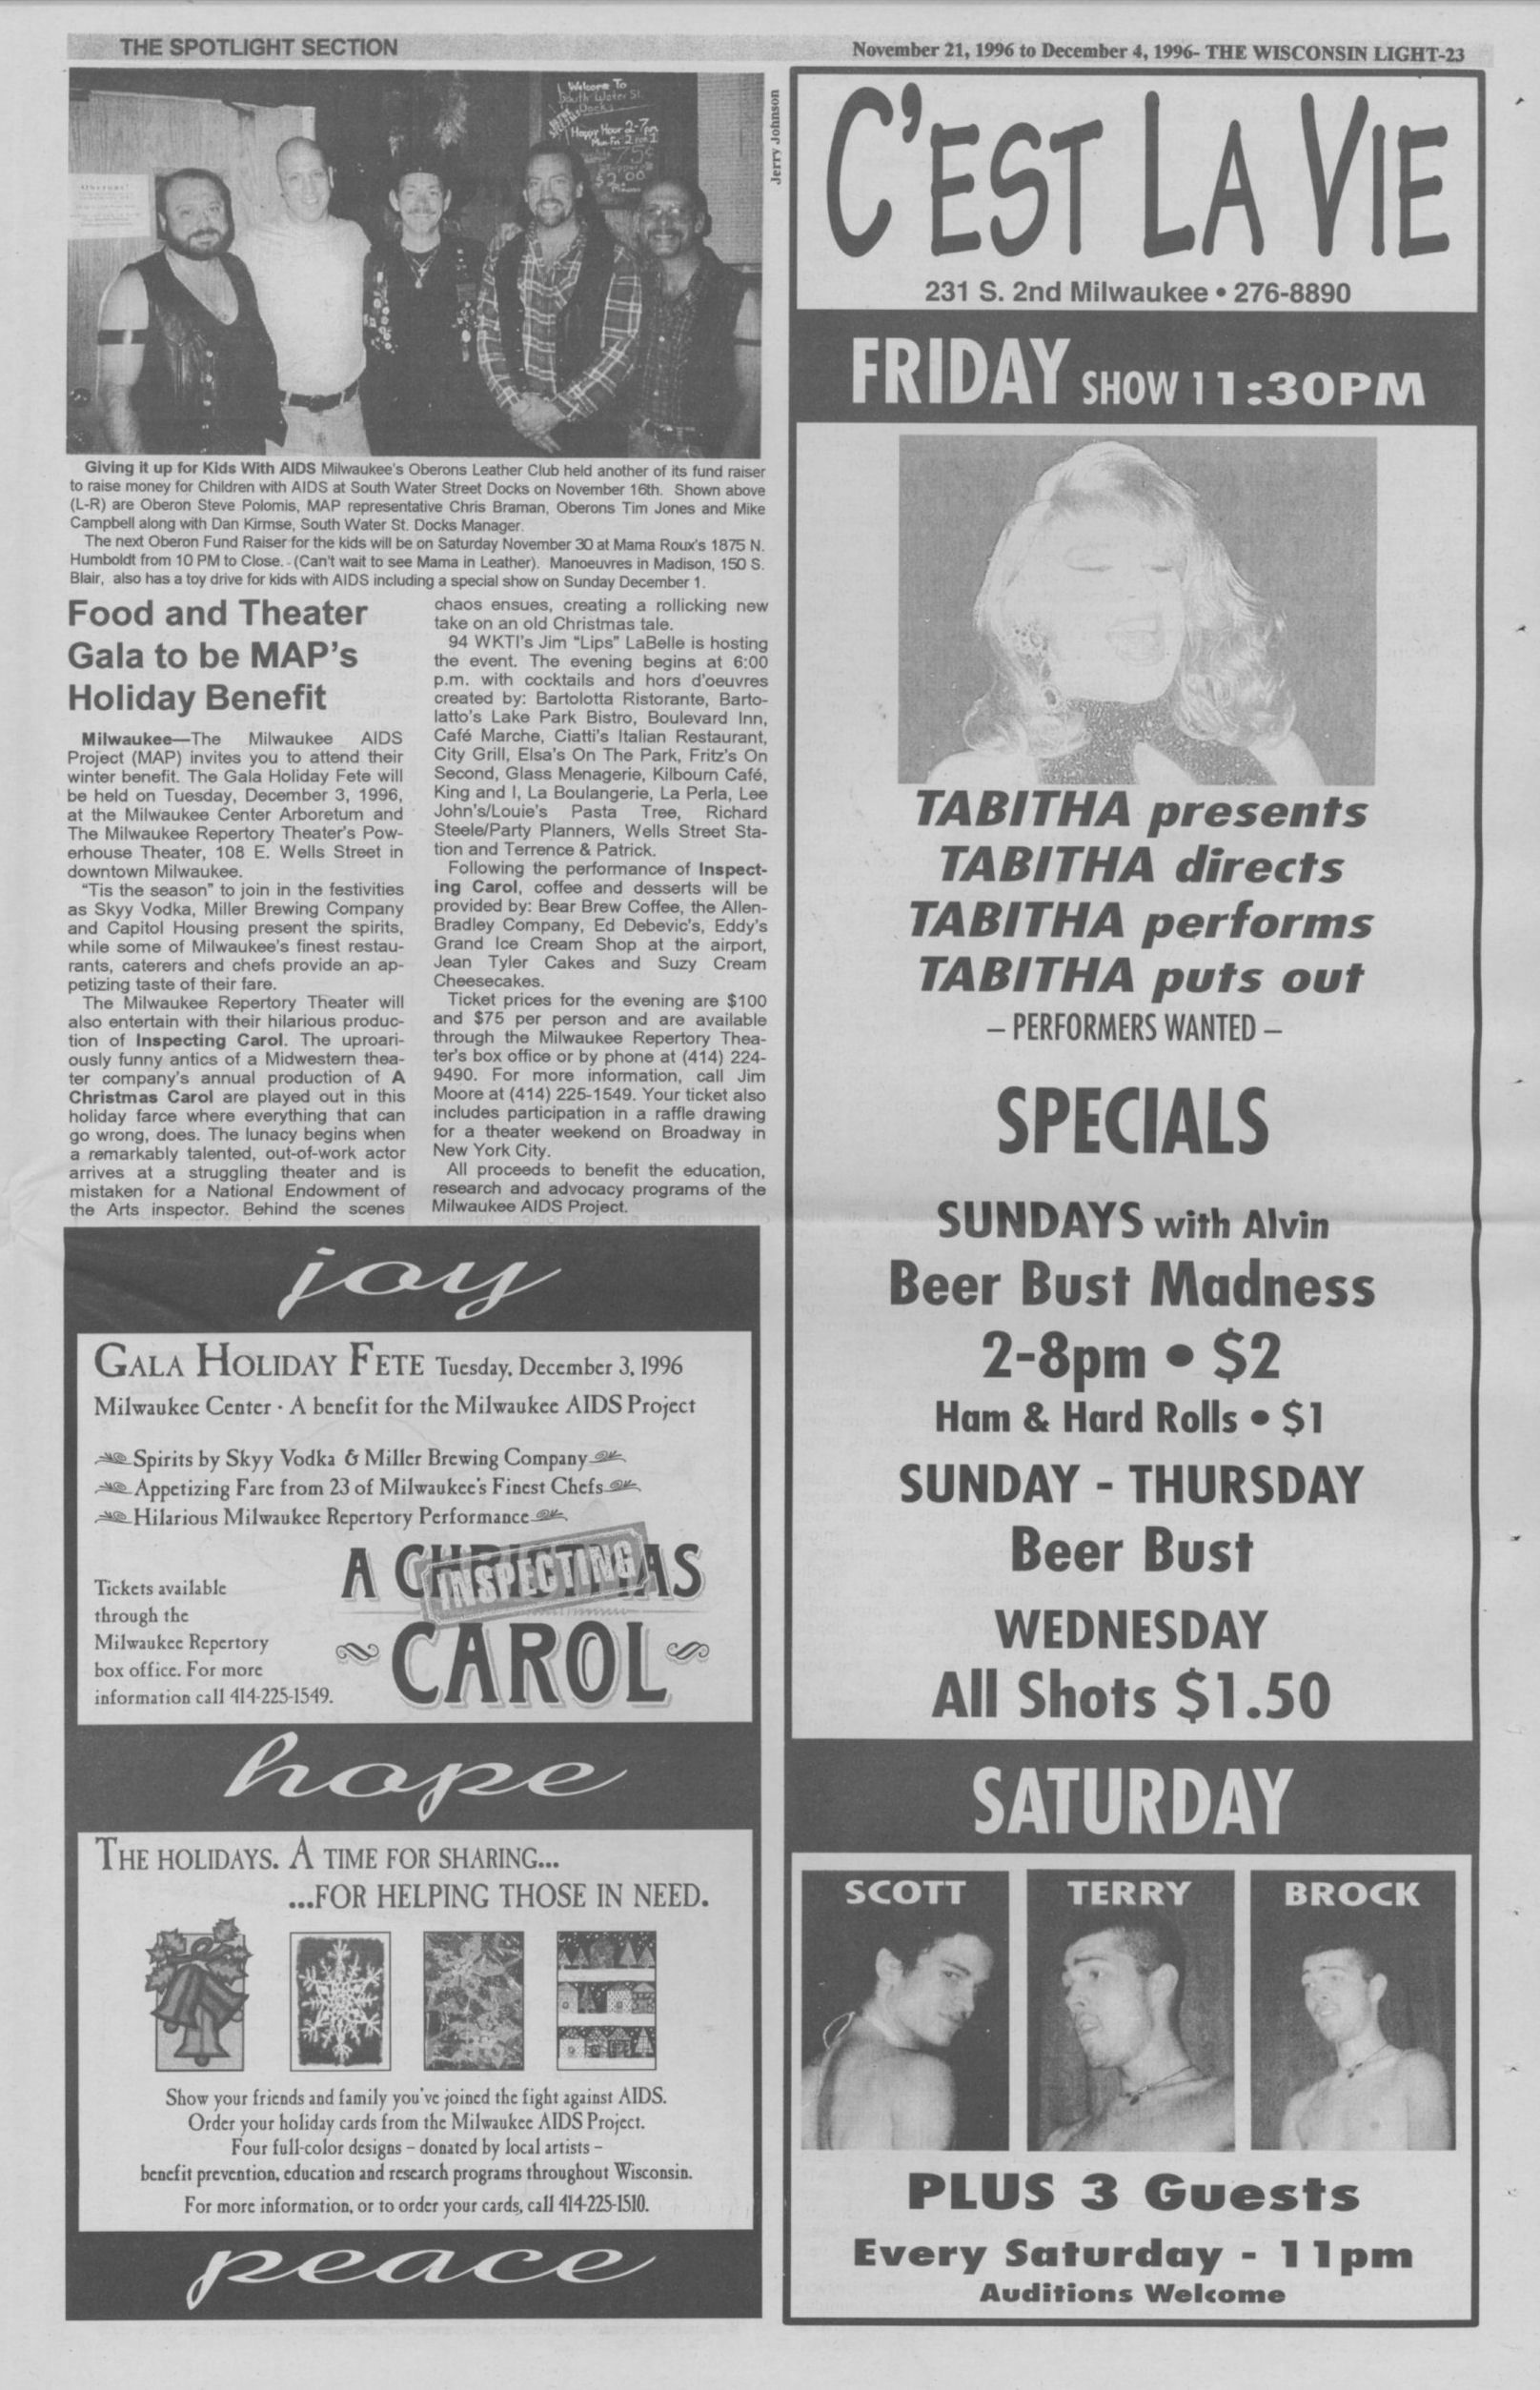 THE SPOTLIGHT SECTION
November 21, 1996 to December 4, 1996- THE WISCONSIN LIGHT-23
Welcome To
South Water St.
Docks
Happy Hour 2-7pm
Jerry Johnson
Giving it up for Kids With AIDS Milwaukee's Oberons Leather Club held another of its fund raiser
to raise money for Children with AIDS at South Water Street Docks on November 16th. Shown above
(L-R) are Oberon Steve Polomis, MAP representative Chris Braman, Oberons Tim Jones and Mike
Campbell along with Dan Kirmse, South Water St. Docks Manager.
The next Oberon Fund Raiser for the kids will be on Saturday November 30 at Mama Roux's 1875 N.
Humboldt from 10 PM to Close. - (Can't wait to see Mama in Leather). Manoeuvres in Madison, 150 S.
Blair, also has a toy drive for kids with AIDS including a special show on Sunday December 1.
Food and Theater
Gala to be MAP's
Holiday Benefit
Milwaukee—The Milwaukee AIDS
Project (MAP) invites you to attend their
winter benefit. The Gala Holiday Fete will
be held on Tuesday, December 3, 1996,
at the Milwaukee Center Arboretum and
The Milwaukee Repertory Theater's Pow-
erhouse Theater, 108 E. Wells Street in
downtown Milwaukee.
"Tis the season" to join in the festivities
as Skyy Vodka, Miller Brewing Company
and Capitol Housing present the spirits,
while some of Milwaukee's finest restau-
rants, caterers and chefs provide an ap-
petizing taste of their fare.
The Milwaukee Repertory Theater will
also entertain with their hilarious produc-
tion of Inspecting Carol. The uproari-
ously funny antics of a Midwestern thea-
ter company's annual production of A
Christmas Carol are played out in this
holiday farce where everything that can
go wrong, does. The lunacy begins when
a remarkably talented, out-of-work actor
arrives at a struggling theater and is
mistaken for a National Endowment of
the Arts inspector. Behind the scenes
chaos ensues, creating a rollicking new
take on an old Christmas tale.
94 WKTI's Jim "Lips" LaBelle is hosting
the event. The evening begins at 6:00
p.m. with cocktails and hors d'oeuvres
created by: Bartolotta Ristorante, Barto-
latto's Lake Park Bistro, Boulevard Inn,
Café Marche, Ciatti's Italian Restaurant,
City Grill, Elsa's On The Park, Fritz's On
Second, Glass Menagerie, Kilbourn Café,
King and I, La Boulangerie, La Perla, Lee
John's/Louie's Pasta Tree, Richard
Steele/Party Planners, Wells Street Sta-
tion and Terrence & Patrick.
Following the performance of Inspect-
ing Carol, coffee and desserts will be
provided by: Bear Brew Coffee, the Allen-
Bradley Company, Ed Debevic's, Eddy's
Grand Ice Cream Shop at the airport,
Jean Tyler Cakes and Suzy Cream
Cheesecakes.
Ticket prices for the evening are $100
and $75 per person and are available
through the Milwaukee Repertory Thea-
ter's box office or by phone at (414) 224-
9490. For more information, call Jim
Moore at (414) 225-1549. Your ticket also
includes participation in a raffle drawing
for a theater weekend on Broadway in
New York City.
All proceeds to benefit the education,
research and advocacy programs of the
Milwaukee AIDS Project.
joy
GALA HOLIDAY FETE Tuesday, December 3, 1996
Milwaukee Center · A benefit for the Milwaukee AIDS Project
Spirits by Skyy Vodka & Miller Brewing Company
Appetizing Fare from 23 of Milwaukee's Finest Chefs
Hilarious Milwaukee Repertory Performance
Tickets available
through the
Milwaukee Repertory
box office. For more
information call 414-225-1549.
A CHRISTMAS
INSPECTING
CAROL
hope
THE HOLIDAYS. A TIME FOR SHARING...
...FOR HELPING THOSE IN NEED.
Show your friends and family you've joined the fight against AIDS.
Order your holiday cards from the Milwaukee AIDS Project.
Four full-color designs – donated by local artists –
benefit prevention, education and research programs throughout Wisconsin.
For more information, or to order your cards, call 414-225-1510.
peace
C'EST LA VIE
231 S. 2nd Milwaukee • 276-8890
FRIDAY SHOW 11:30PM
TABITHA presents
TABITHA directs
TABITHA performs
TABITHA puts out
– PERFORMERS WANTED –
SPECIALS
SUNDAYS with Alvin
Beer Bust Madness
2-8pm • $2
Ham & Hard Rolls • $1
SUNDAY - THURSDAY
Beer Bust
WEDNESDAY
All Shots $1.50
SATURDAY
SCOTT
TERRY
BROCK
PLUS 3 Guests
Every Saturday - 11pm
Auditions Welcome